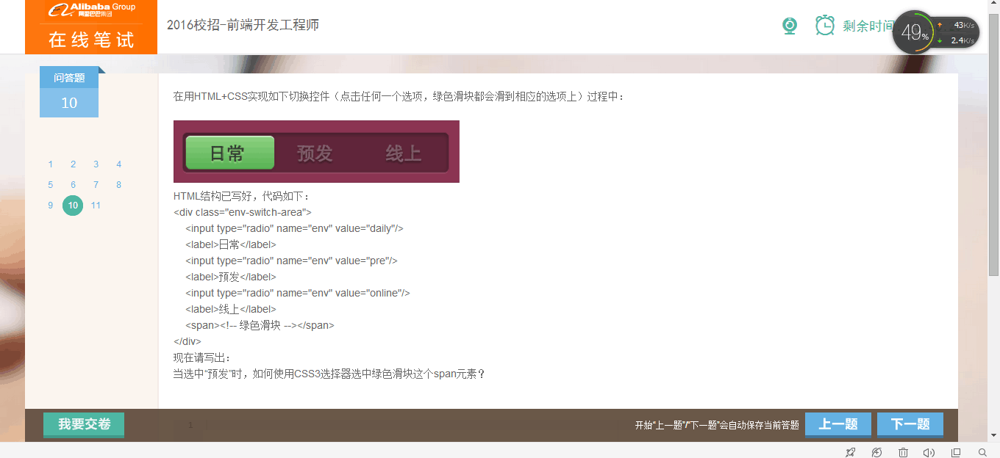 Alibaba Group
阿里巴巴集团
在线笔试
2016校招-前端开发工程师
剩余时间
49%
43K/s
2.4K/s
问答题
10
1 2 3 4
5 6 7 8
9 10 11
在用HTML+CSS实现如下切换控件（点击任何一个选项，绿色滑块都会滑到相应的选项上）过程中：
日常 预发 线上
HTML结构已写好，代码如下：
<div class="env-switch-area">
<input type="radio" name="env" value="daily"/>
<label>日常</label>
<input type="radio" name="env" value="pre"/>
<label>预发</label>
<input type="radio" name="env" value="online"/>
<label>线上</label>
<span><!-- 绿色滑块 --></span>
</div>
现在请写出：
当选中“预发”时，如何使用CSS3选择器选中绿色滑块这个span元素？
我要交卷
1
开始“上一题”/“下一题”会自动保存当前答题
上一题
下一题